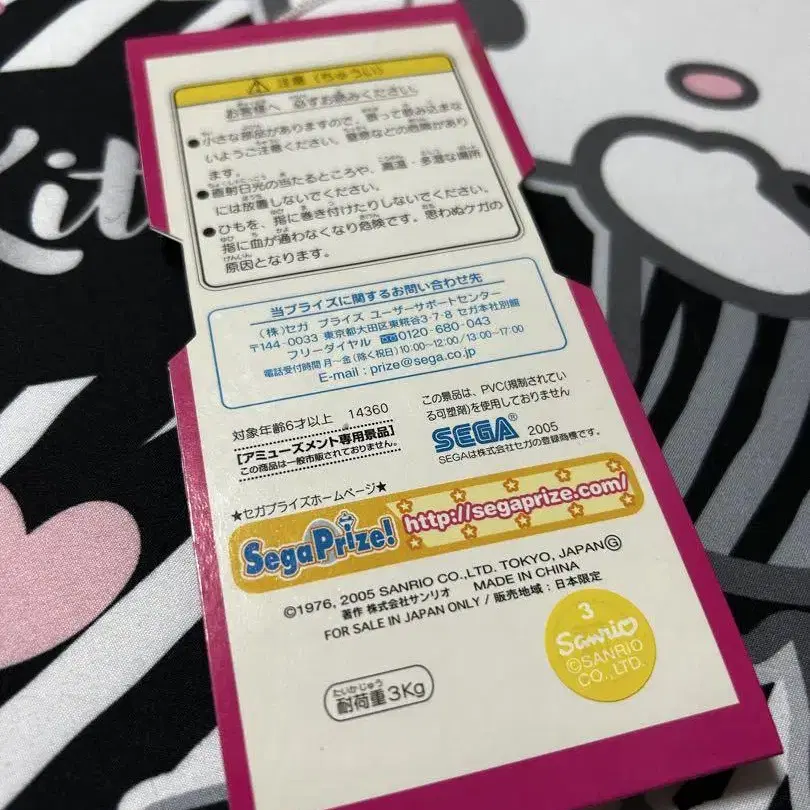 Kit
注意（ちゅうい）
お客様へ 必ずお読みください。
●小さな部品がありますので、誤って飲み込まな
いようご注意ください。窒息などの危険があり
ます。
●直射日光の当たるところや、高温・多湿な場所
には放置しないでください。
●ひもを、指に巻き付けたりしないでください。
指に血が通わなくなり危険です。思わぬケガの
原因となります。
当プライズに関するお問い合わせ先
（株）セガ プライズ ユーザーサポートセンター
〒144-0033 東京都大田区東糀谷3-7-8 セガ本社別館
フリーダイヤル 0120-680-043
電話受付時間 月〜金（除く祝日）10:00〜12:00/13:00〜17:00
E-mail：prize@sega.co.jp
対象年齢6才以上 14360
[アミューズメント専用景品]
この商品は一般市販されておりません。
この景品は、PVC（規制されてい
る可塑剤）を使用しておりません
SEGA® 2005
SEGAは株式会社セガの登録商標です。
★セガプライズホームページ★
SegaPrize!
http://segaprize.com/
©1976, 2005 SANRIO CO.,LTD. TOKYO, JAPAN Ⓖ
著作 株式会社サンリオ MADE IN CHINA
FOR SALE IN JAPAN ONLY / 販売地域：日本限定
3
Sanrio
©SANRIO
CO., LTD.
たいかじゅう
耐荷重3Kg